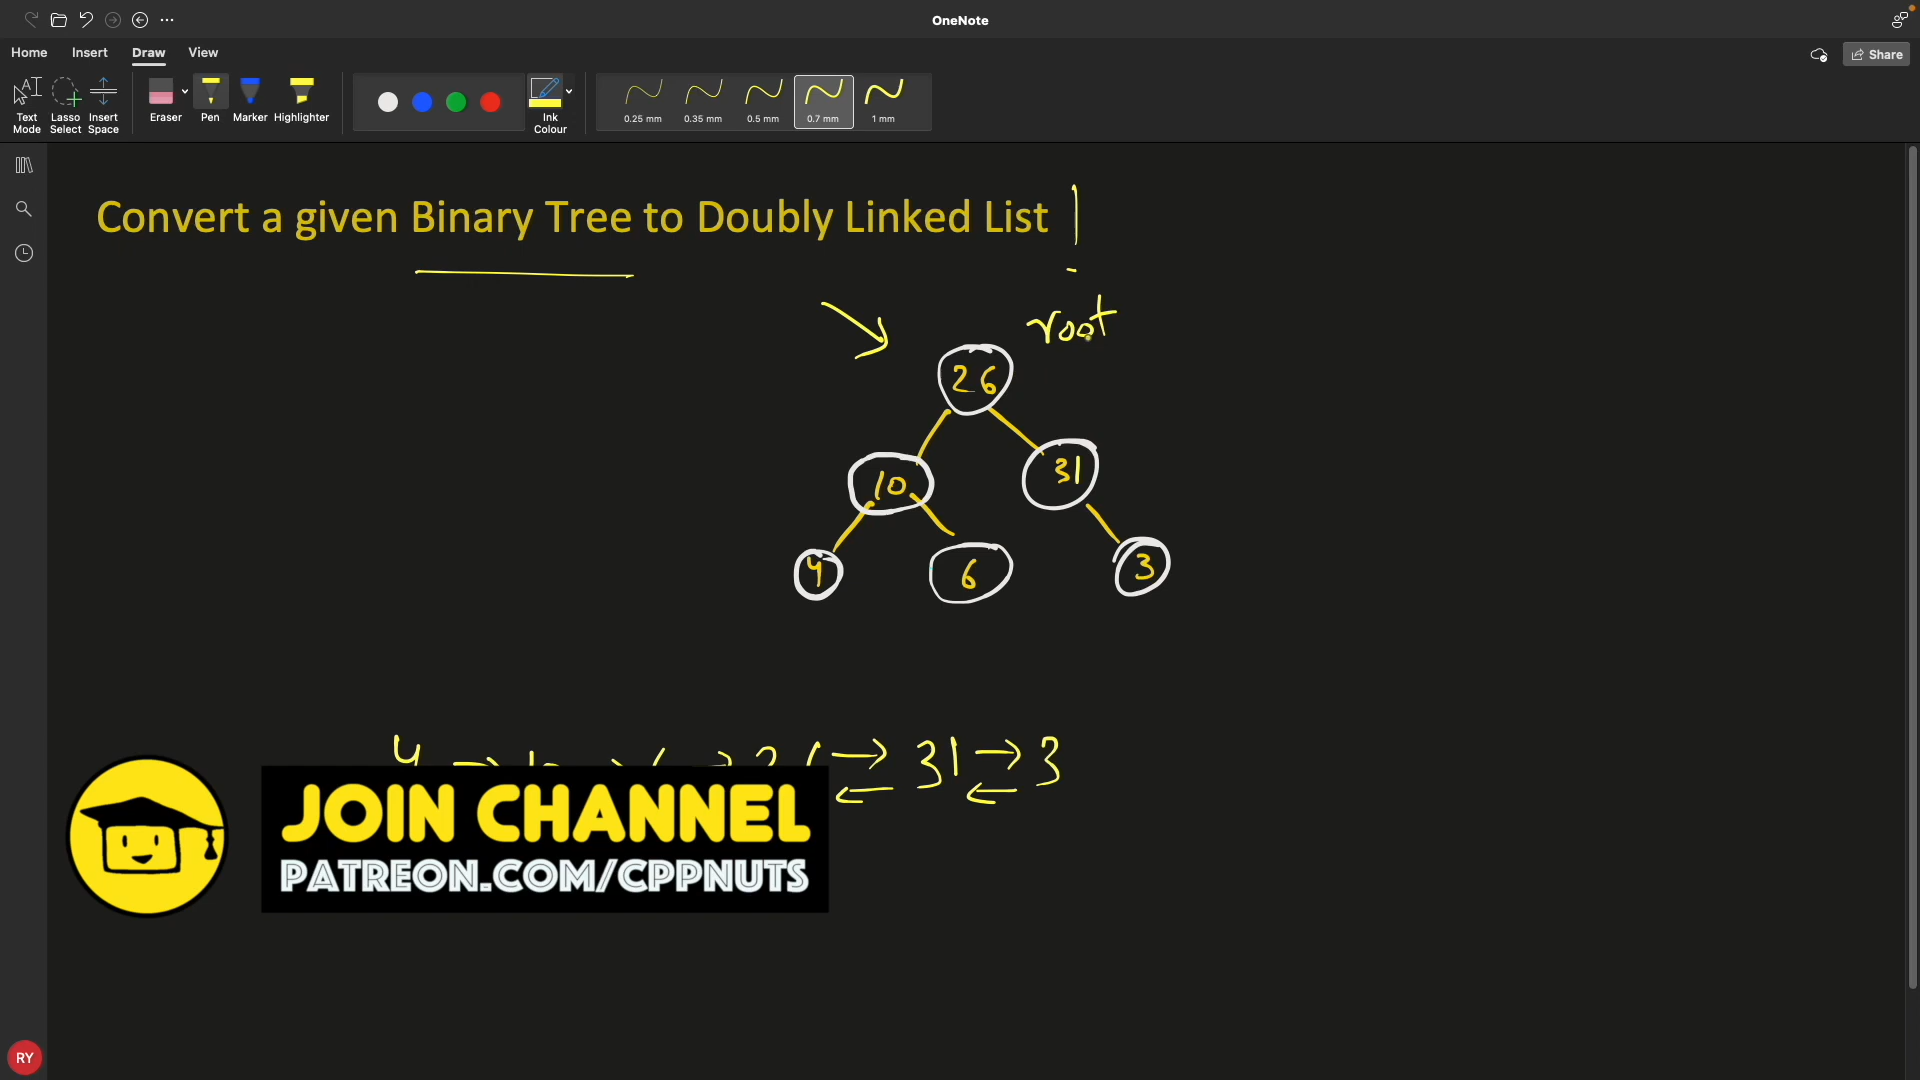 OneNote
Home Insert Draw View
Share
Text Mode
Lasso Select
Insert Space
Eraser
Pen
Marker
Highlighter
Ink Colour
0.25 mm
0.35 mm
0.5 mm
0.7 mm
1 mm
Convert a given Binary Tree to Doubly Linked List
root
26
10 31
4 6 3
4 → → → → 31 → 3
JOIN CHANNEL
PATREON.COM/CPPNUTS
RY